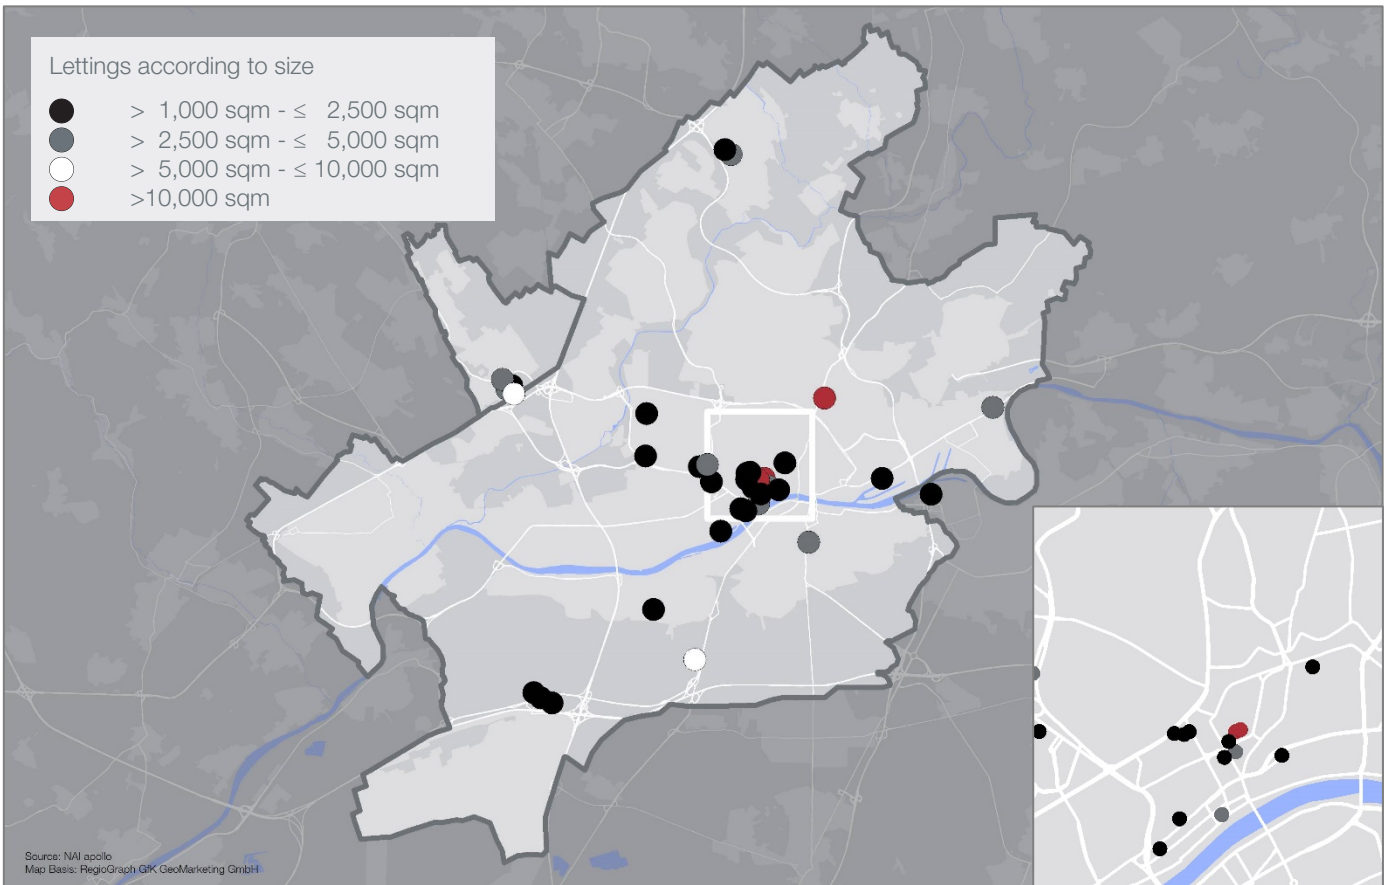 Lettings according to size
> 1,000 sqm - ≤ 2,500 sqm
> 2,500 sqm - ≤ 5,000 sqm
> 5,000 sqm - ≤ 10,000 sqm
>10,000 sqm
Source: NAI apollo
Map Basis: RegioGraph GfK GeoMarketing GmbH